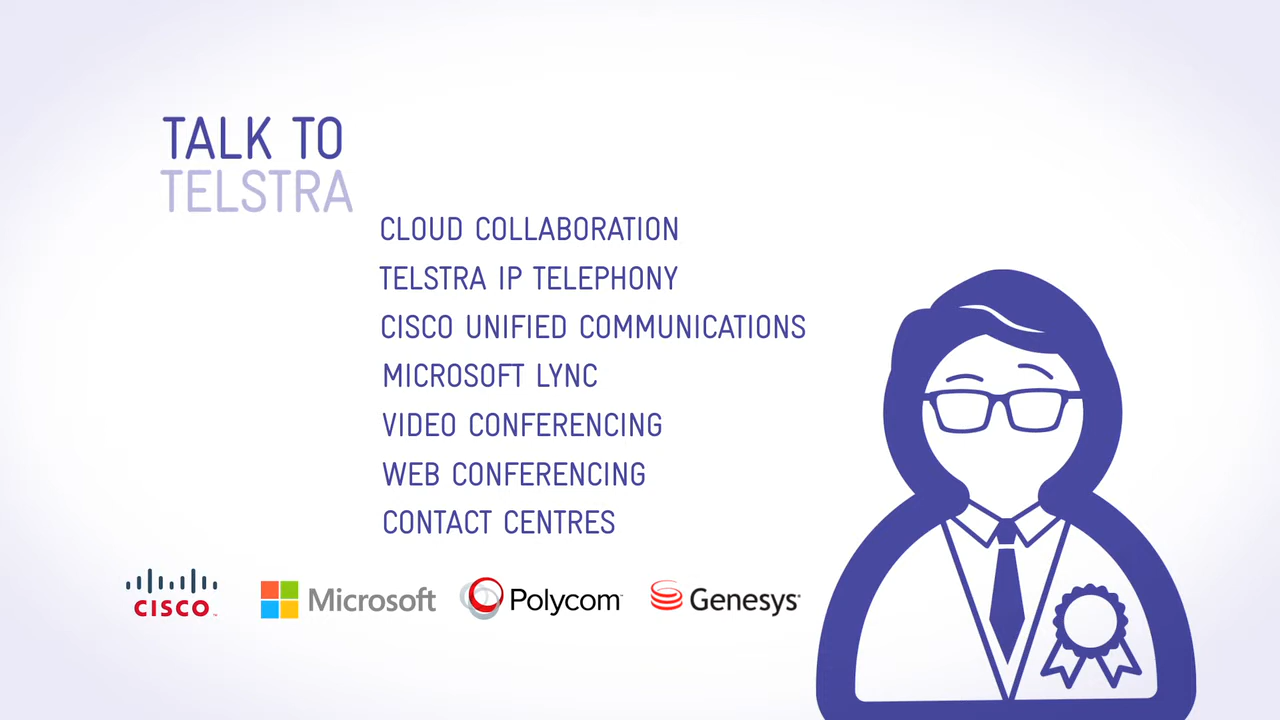 TALK TO
TELSTRA
CLOUD COLLABORATION
TELSTRA IP TELEPHONY
CISCO UNIFIED COMMUNICATIONS
MICROSOFT LYNC
VIDEO CONFERENCING
WEB CONFERENCING
CONTACT CENTRES
CISCO Microsoft Polycom Genesys